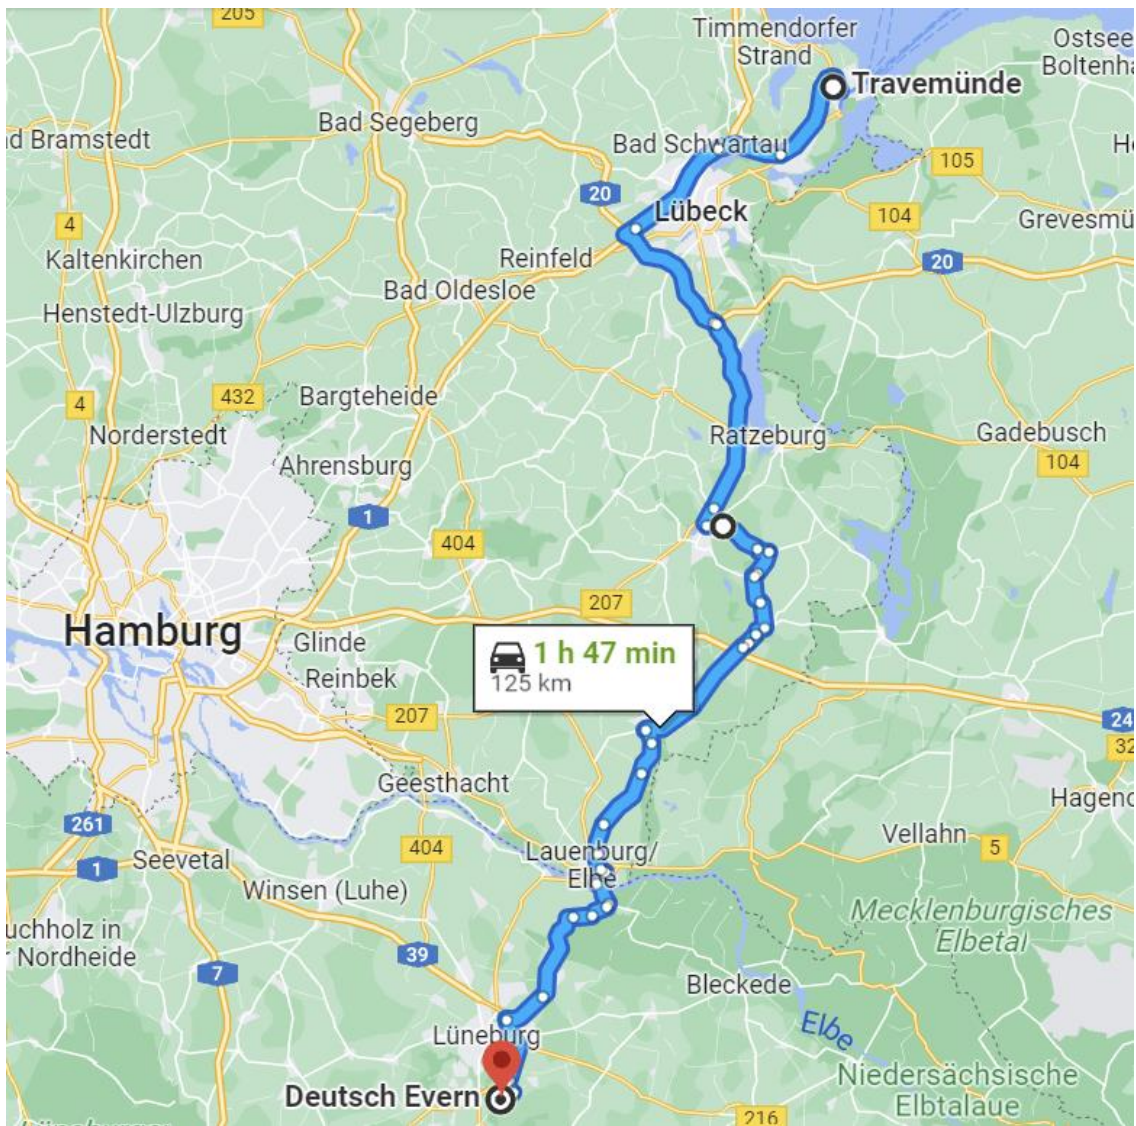 205
Timmendorfer
Strand
Ostsee
Boltenha
Travemünde
Bad Segeberg
d Bramstedt
Bad Schwartau
105
20
4
Lübeck
104
Grevesmü
Kaltenkirchen
Reinfeld
20
Bad Oldesloe
Henstedt-Ulzburg
Bargteheide
432
4
Norderstedt
Ratzeburg
Gadebusch
104
Ahrensburg
1
404
207
Hamburg
Glinde
Reinbek
1 h 47 min
125 km
207
24
32
Geesthacht
Hageno
261
Vellahn
5
404
Lauenburg/
Elbe
Seevetal
1
Winsen (Luhe)
Mecklenburgisches
Elbetal
uchholz in
r Nordheide
39
7
Bleckede
Elbe
Lüneburg
Deutsch Evern
Niedersächsische
Elbtalaue
216